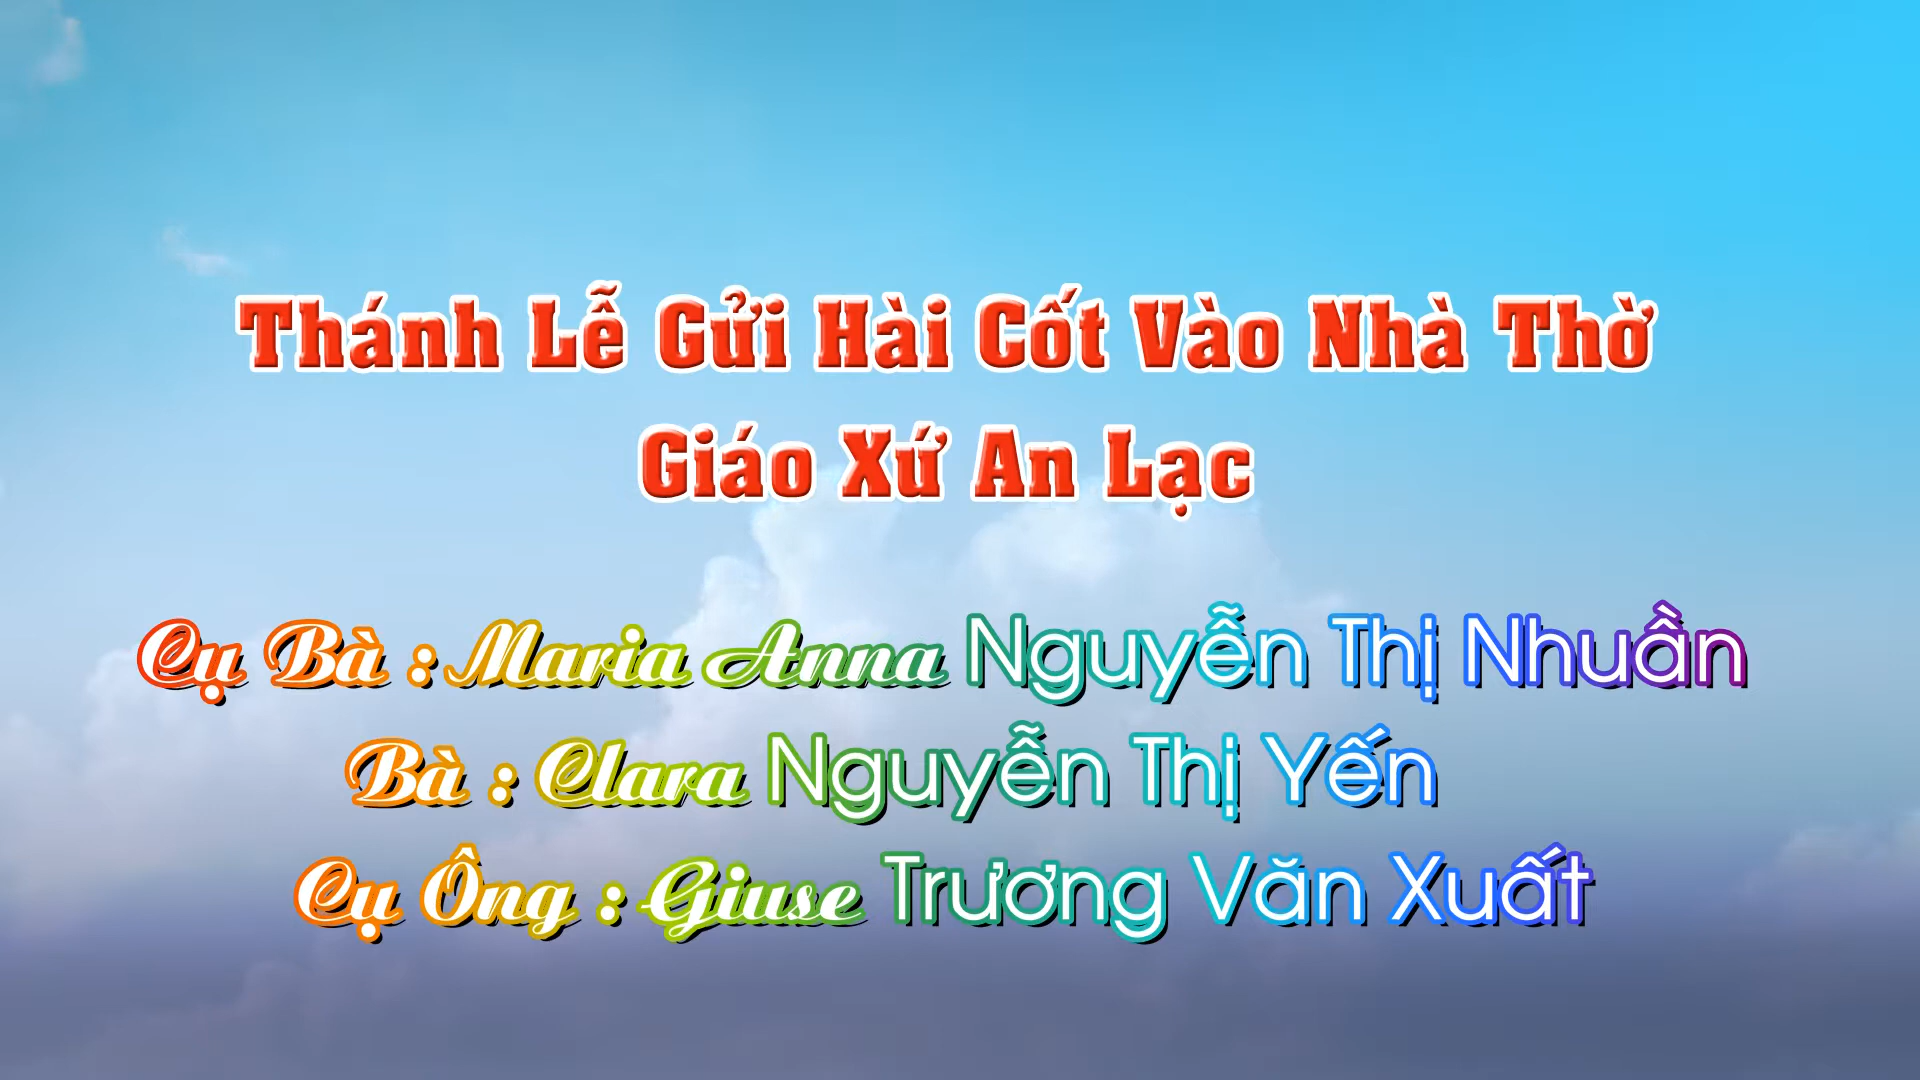 Thánh Lễ Gửi Hài Cốt Vào Nhà Thờ
Giáo Xứ An Lạc
Cụ Bà : Maria Anna Nguyễn Thị Nhuần
Bà : Clara Nguyễn Thị Yến
Cụ Ông : Giuse Trương Văn Xuất